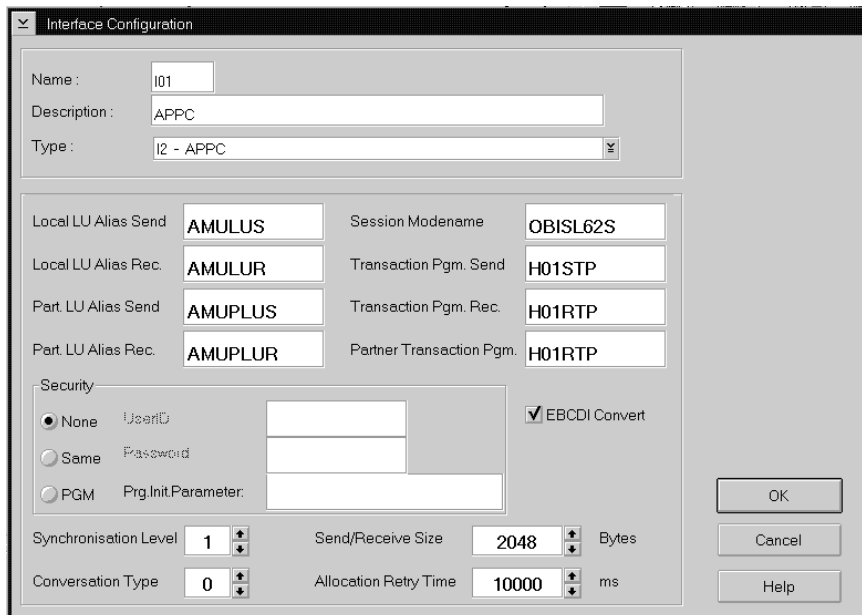 Interface Configuration
Name : I01
Description : APPC
Type : I2 - APPC
Local LU Alias Send AMULUS Session Modename OBISL62S
Local LU Alias Rec. AMULUR Transaction Pgm. Send H01STP
Part. LU Alias Send AMUPLUS Transaction Pgm. Rec. H01RTP
Part. LU Alias Rec. AMUPLUR Partner Transaction Pgm. H01RTP
Security
None UserID EBCDI Convert
Same Password
PGM Prg.Init.Parameter: OK
Synchronisation Level 1 Send/Receive Size 2048 Bytes Cancel
Conversation Type 0 Allocation Retry Time 10000 ms Help